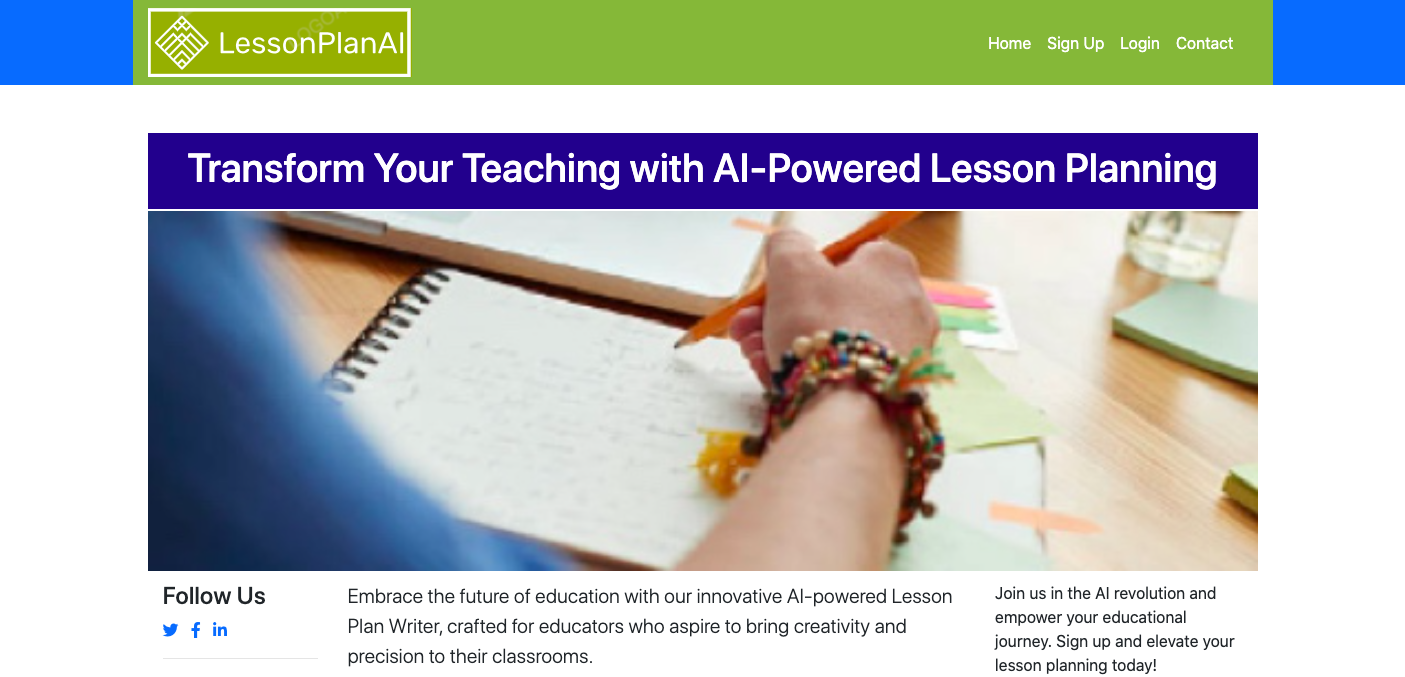 LessonPlanAI
Home Sign Up Login Contact
Transform Your Teaching with AI-Powered Lesson Planning
Follow Us
Embrace the future of education with our innovative AI-powered Lesson
Plan Writer, crafted for educators who aspire to bring creativity and
precision to their classrooms.
Join us in the AI revolution and
empower your educational
journey. Sign up and elevate your
lesson planning today!